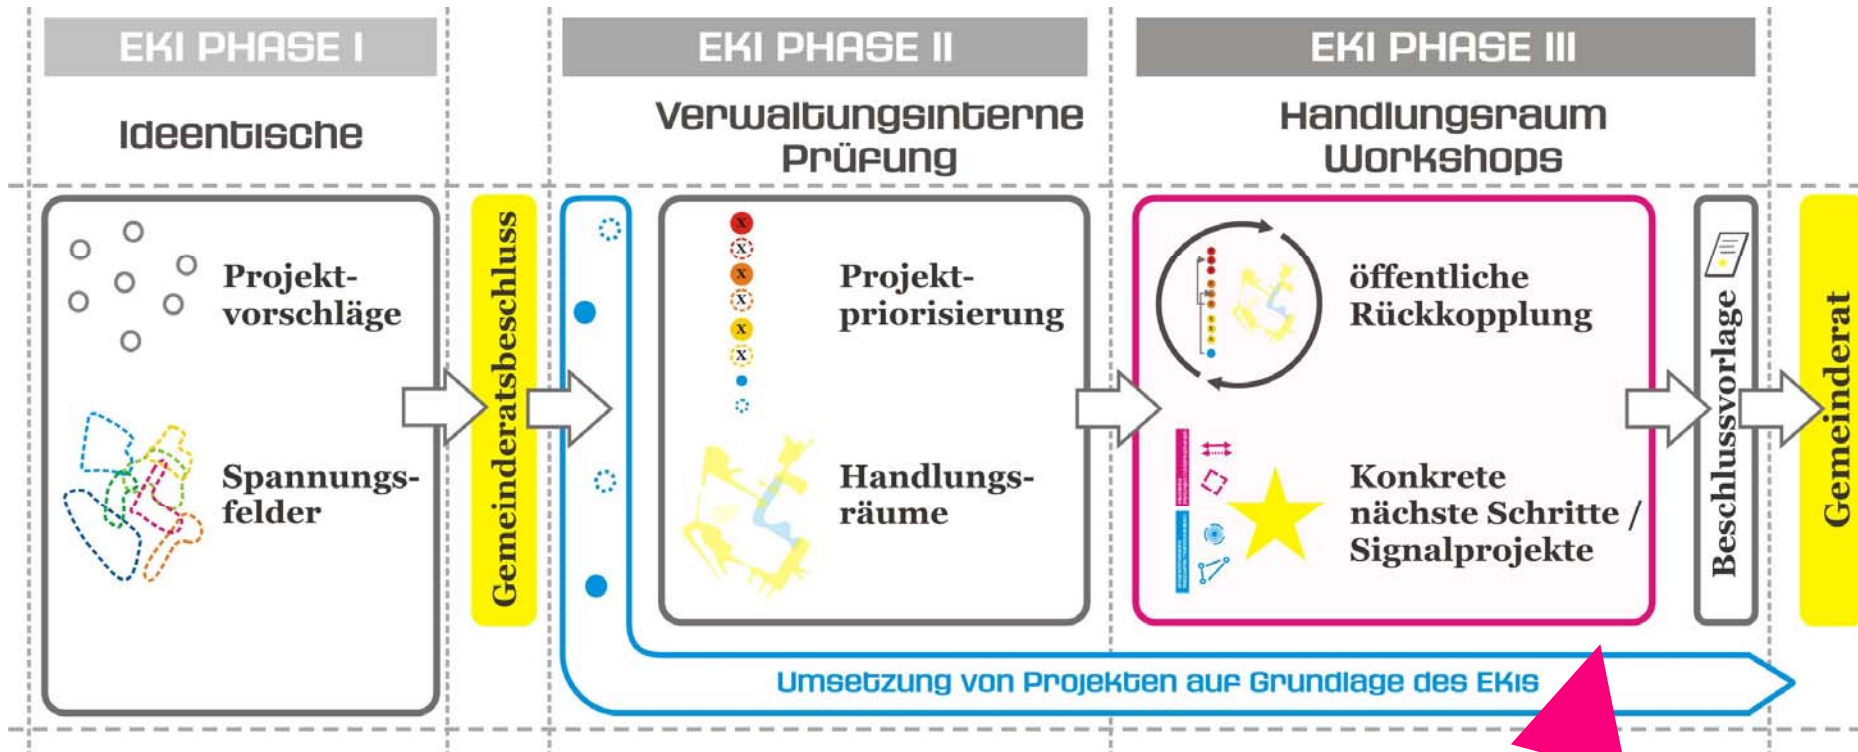 EKI PHASE I
EKI PHASE II
EKI PHASE III
Ideentische
Verwaltungsinterne
Prüfung
Handlungsraum
Workshops
Projekt-
vorschläge
Spannungs-
felder
Gemeinderatsbeschluss
X
X
X
X
X
X
Projekt-
priorisierung
Handlungs-
räume
öffentliche
Rückkopplung
Konkrete
nächste Schritte /
Signalprojekte
Beschlussvorlage
Gemeinderat
Umsetzung von Projekten auf Grundlage des EKIs